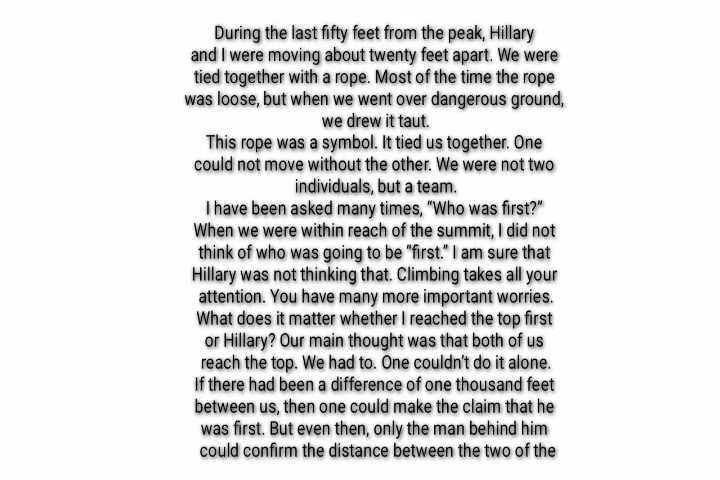 During the last fifty feet from the peak, Hillary
and I were moving about twenty feet apart. We were
tied together with a rope. Most of the time the rope
was loose, but when we went over dangerous ground,
we drew it taut.
This rope was a symbol. It tied us together. One
could not move without the other. We were not two
individuals, but a team.
I have been asked many times, “Who was first?”
When we were within reach of the summit, I did not
think of who was going to be “first.” I am sure that
Hillary was not thinking that. Climbing takes all your
attention. You have many more important worries.
What does it matter whether I reached the top first
or Hillary? Our main thought was that both of us
reach the top. We had to. One couldn’t do it alone.
If there had been a difference of one thousand feet
between us, then one could make the claim that he
was first. But even then, only the man behind him
could confirm the distance between the two of the